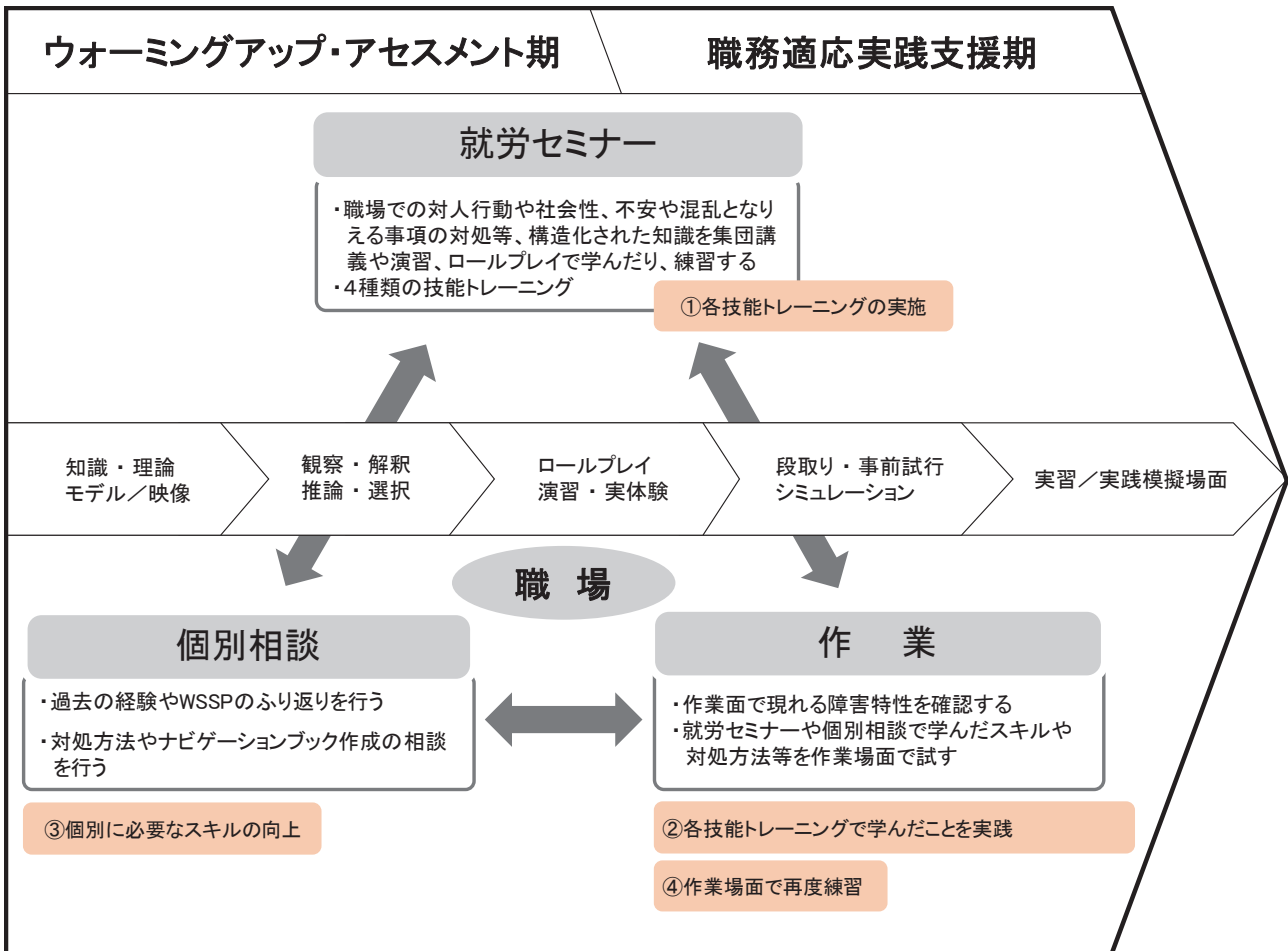 ウォーミングアップ・アセスメント期
職務適応実践支援期
就労セミナー
・職場での対人行動や社会性、不安や混乱となり
える事項の対処等、構造化された知識を集団講
義や演習、ロールプレイで学んだり、練習する
・4種類の技能トレーニング
①各技能トレーニングの実施
知識・理論
モデル／映像
観察・解釈
推論・選択
ロールプレイ
演習・実体験
段取り・事前試行
シミュレーション
実習／実践模擬場面
職 場
個別相談
・過去の経験やWSSPのふり返りを行う
・対処方法やナビゲーションブック作成の相談
を行う
③個別に必要なスキルの向上
作 業
・作業面で現れる障害特性を確認する
・就労セミナーや個別相談で学んだスキルや
対処方法等を作業場面で試す
②各技能トレーニングで学んだことを実践
④作業場面で再度練習